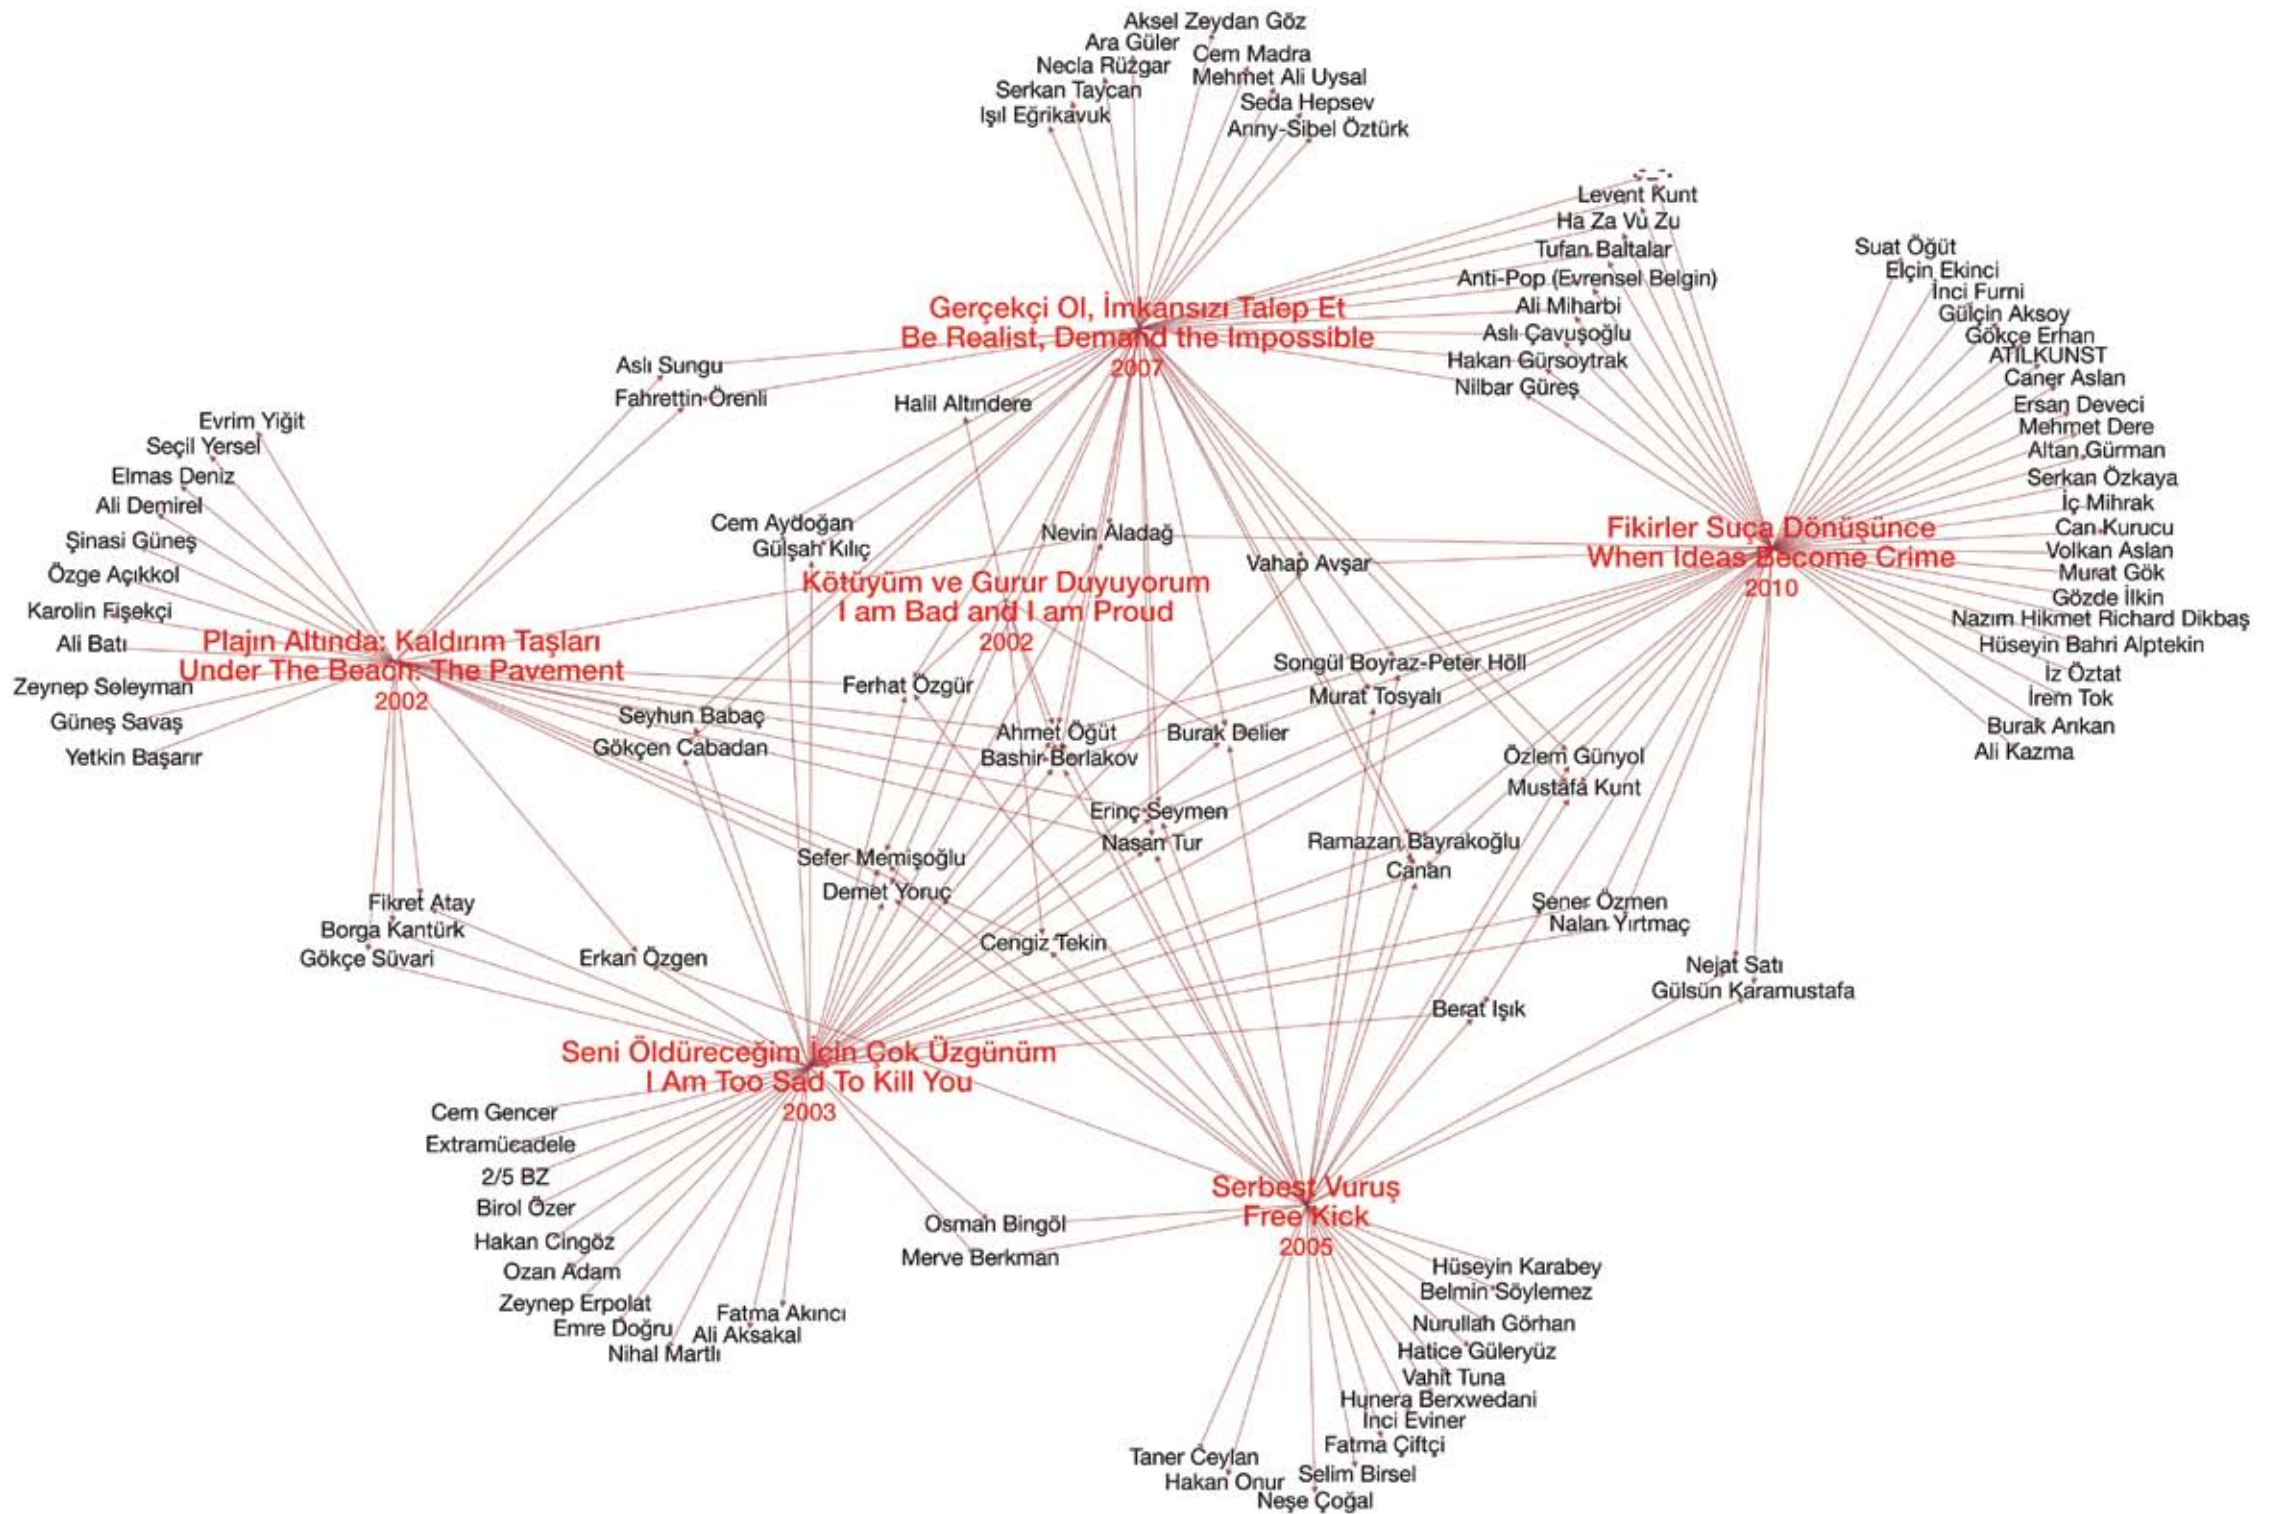 Aksel Zeydan Göz
Ara Güler
Cem Madra
Necla Rüzgar
Mehmet Ali Uysal
Serkan Taycan
Seda Hepsev
Işıl Eğrikavuk
Anny-Sibel Öztürk
Levent Kunt
Ha Za Vu Zu
Tufan Baltalar
Anti-Pop (Evrensel Belgin)
Ali Miharbi
Aslı Çavuşoğlu
Hakan Gürsoytrak
Nilbar Güreş
Suat Öğüt
Elçin Ekinci
İnci Furni
Gülçin Aksoy
Gökçe Erhan
ATILKUNST
Caner Aslan
Ersan Deveci
Mehmet Dere
Altan Gürman
Serkan Özkaya
İç Mihrak
Can Kurucu
Volkan Aslan
Murat Gök
Gözde İlkin
Nazım Hikmet Richard Dikbaş
Hüseyin Bahri Alptekin
İz Öztat
İrem Tok
Burak Arıkan
Ali Kazma
Gerçekçi Ol, İmkansızı Talep Et
Be Realist, Demand the Impossible
2007
Aslı Sungu
Fahrettin Örenli
Halil Altındere
Evrim Yiğit
Seçil Yersel
Elmas Deniz
Ali Demirel
Şinasi Güneş
Özge Açıkkol
Karolin Fişekçi
Ali Batı
Zeynep Soleyman
Güneş Savaş
Yetkin Başarır
Plajın Altında: Kaldırım Taşları
Under The Beach: The Pavement
2002
Cem Aydoğan
Gülşah Kılıç
Nevin Aladağ
Vahap Avşar
Kötüyüm ve Gurur Duyuyorum
I am Bad and I am Proud
2002
Fikirler Suça Dönüşünce
When Ideas Become Crime
2010
Ferhat Özgür
Seyhun Babaç
Gökçen Cabadan
Ahmet Öğüt
Bashir Borlakov
Burak Delier
Songül Boyraz-Peter Höll
Murat Tosyalı
Özlem Günyol
Mustafa Kunt
Erinç Seymen
Nasan Tur
Ramazan Bayrakoğlu
Canan
Sefer Memişoğlu
Demet Yoruç
Şener Özmen
Nalan Yırtmaç
Fikret Atay
Borga Kantürk
Gökçe Süvari
Erkan Özgen
Cengiz Tekin
Nejat Satı
Gülsün Karamustafa
Berat Işık
Seni Öldüreceğim İçin Çok Üzgünüm
I Am Too Sad To Kill You
2003
Cem Gencer
Extramücadele
2/5 BZ
Birol Özer
Hakan Cingöz
Ozan Adam
Zeynep Erpolat
Emre Doğru
Nihal Martlı
Fatma Akıncı
Ali Aksakal
Osman Bingöl
Merve Berkman
Serbest Vuruş
Free Kick
2005
Hüseyin Karabey
Belmin Söylemez
Nurullah Görhan
Hatice Güleryüz
Vahit Tuna
Hunera Berxwedani
İnci Eviner
Fatma Çiftçi
Selim Birsel
Neşe Çoğal
Taner Ceylan
Hakan Onur